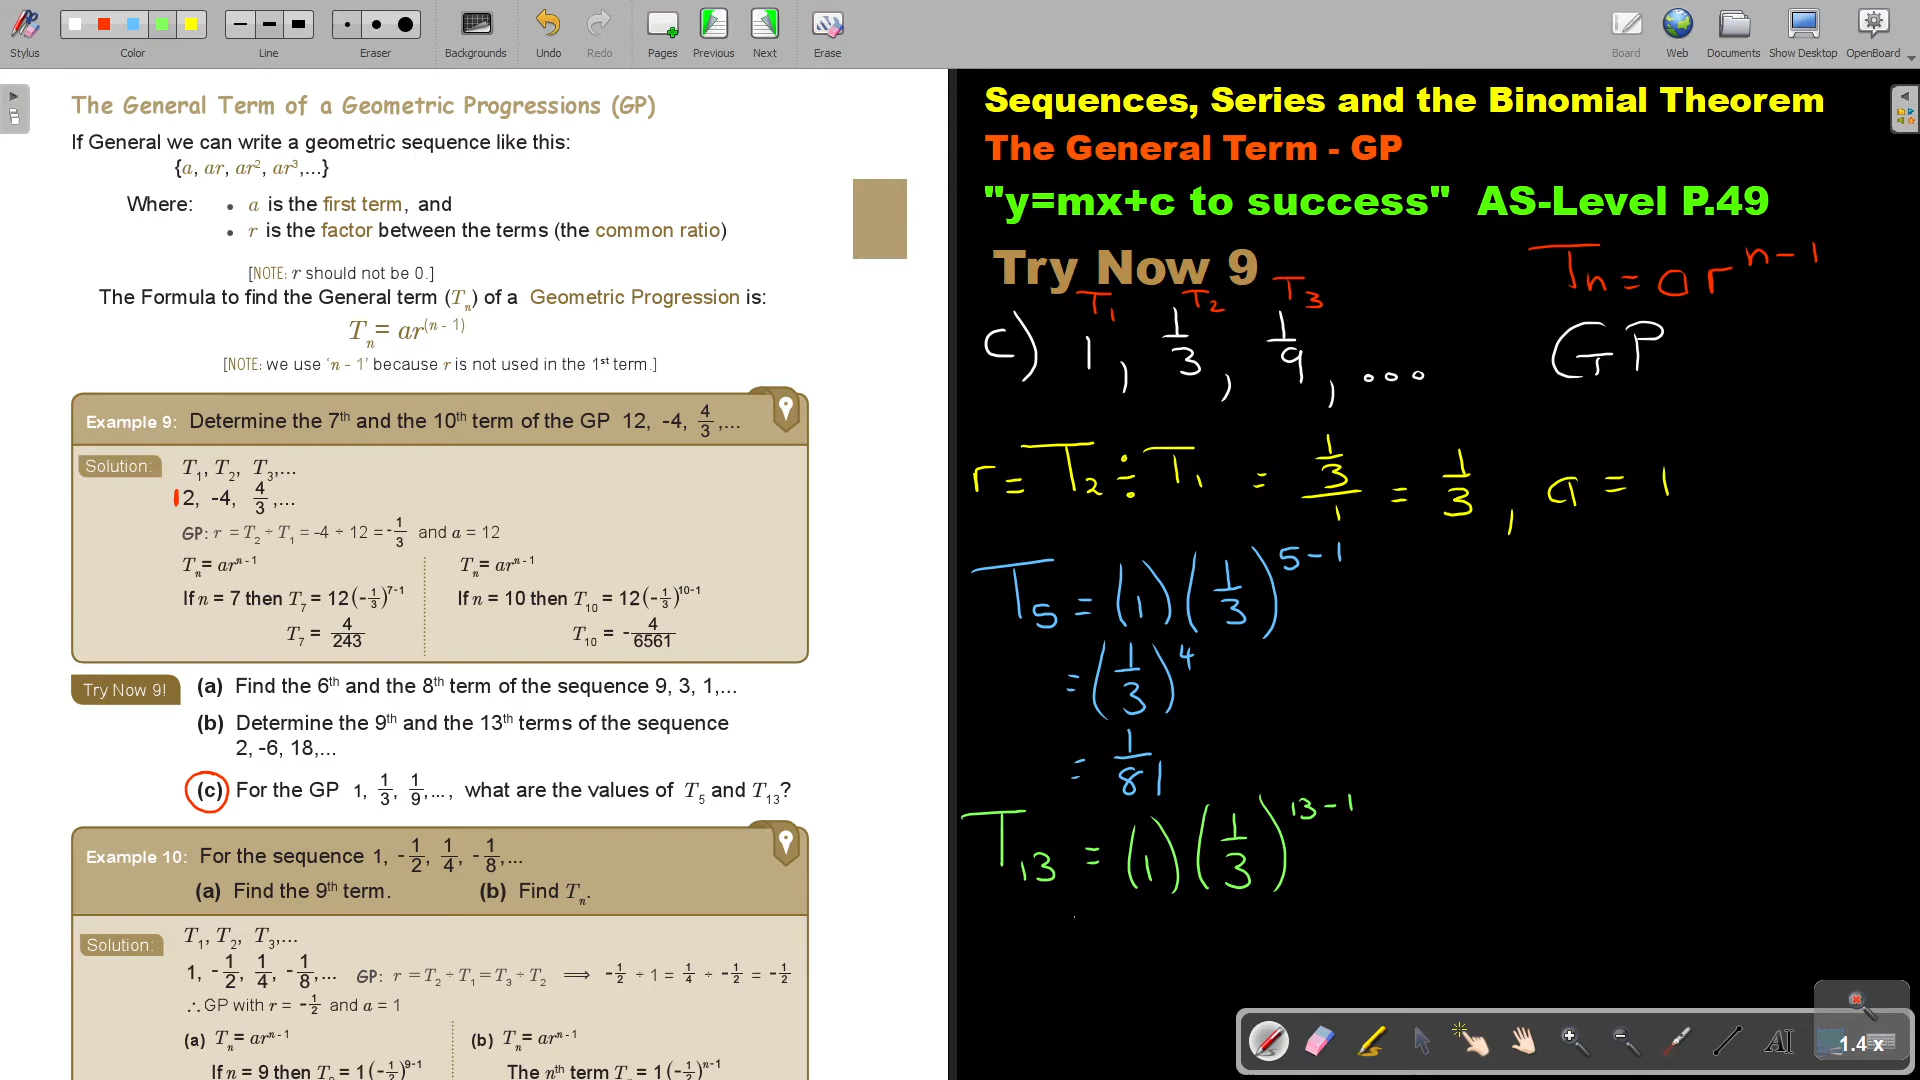 Stylus Color Line Eraser Backgrounds Undo Redo Pages Previous Next Erase Board Web Documents Show Desktop OpenBoard
The General Term of a Geometric Progressions (GP)
If General we can write a geometric sequence like this:
{a, ar, ar², ar³,...}
Where: • a is the first term, and
• r is the factor between the terms (the common ratio)
[NOTE: r should not be 0.]
The Formula to find the General term (Tₙ) of a Geometric Progression is:
Tₙ = ar^(n - 1)
[NOTE: we use ‘n - 1’ because r is not used in the 1st term.]
Example 9: Determine the 7th and the 10th term of the GP 12, -4, 4/3,...
Solution: T₁, T₂, T₃,...
12, -4, 4/3,...
GP: r = T₂ ÷ T₁ = -4 ÷ 12 = -1/3 and a = 12
Tₙ = ar^(n-1) Tₙ = ar^(n-1)
If n = 7 then T₇ = 12(-1/3)^(7-1) If n = 10 then T₁₀ = 12(-1/3)^(10-1)
T₇ = 4/243 T₁₀ = -4/6561
Try Now 9! (a) Find the 6th and the 8th term of the sequence 9, 3, 1,...
(b) Determine the 9th and the 13th terms of the sequence
2, -6, 18,...
(c) For the GP 1, 1/3, 1/9,..., what are the values of T₅ and T₁₃?
Example 10: For the sequence 1, -1/2, 1/4, -1/8,...
(a) Find the 9th term. (b) Find Tₙ.
Solution: T₁, T₂, T₃,...
1, -1/2, 1/4, -1/8,... GP: r = T₂ ÷ T₁ = T₃ ÷ T₂ ⟹ -1/2 ÷ 1 = 1/4 ÷ -1/2 = -1/2
∴ GP with r = -1/2 and a = 1
(a) Tₙ = ar^(n-1) (b) Tₙ = ar^(n-1)
If n = 9 then T₉ = 1(-1/2)^(9-1) The nth term Tₙ = 1(-1/2)^(n-1)
Sequences, Series and the Binomial Theorem
The General Term - GP
"y=mx+c to success" AS-Level P.49
Try Now 9
Tₙ = ar^(n-1)
T₁ T₂ T₃
c) 1, 1/3, 1/9, ... GP
r = T₂ ÷ T₁ = (1/3)/1 = 1/3, a = 1
T₅ = (1)(1/3)^(5-1)
= (1/3)^4
= 1/81
T₁₃ = (1)(1/3)^(13-1)
AI 1.4 x